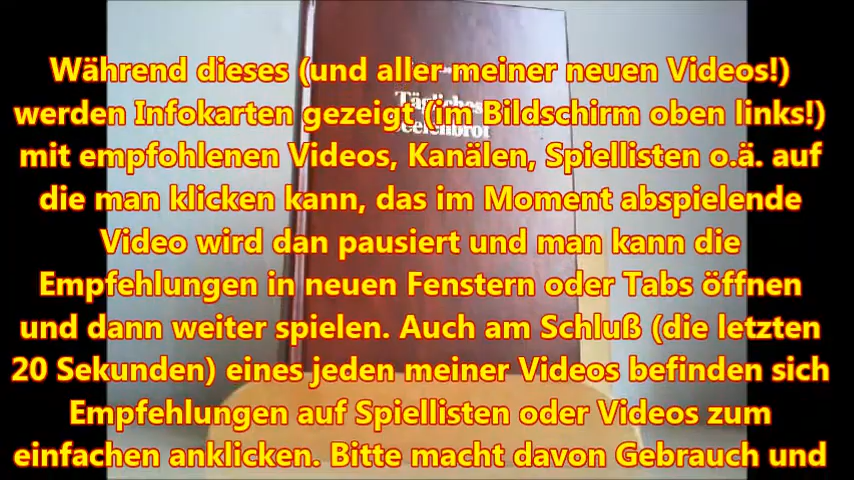 Während dieses (und aller meiner neuen Videos!)
werden Infokarten gezeigt (im Bildschirm oben links!)
mit empfohlenen Videos, Kanälen, Spiellisten o.ä. auf
die man klicken kann, das im Moment abspielende
Video wird dan pausiert und man kann die
Empfehlungen in neuen Fenstern oder Tabs öffnen
und dann weiter spielen. Auch am Schluß (die letzten
20 Sekunden) eines jeden meiner Videos befinden sich
Empfehlungen auf Spiellisten oder Videos zum
einfachen anklicken. Bitte macht davon Gebrauch und
Tägliches